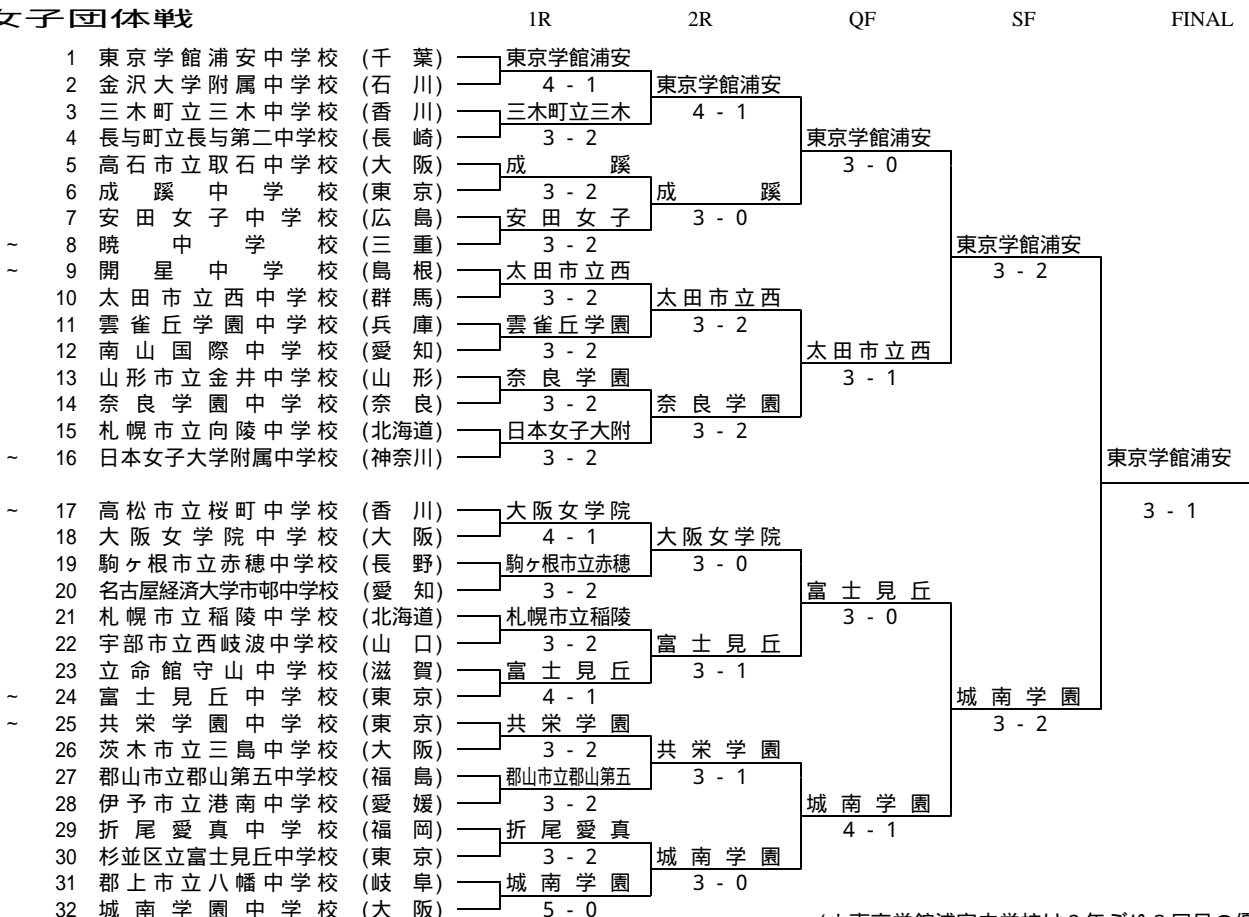 女子団体戦 1R 2R QF SF FINAL
1 東京学館浦安中学校 (千 葉) 東京学館浦安
2 金沢大学附属中学校 (石 川) 4 - 1 東京学館浦安
3 三木町立三木中学校 (香 川) 三木町立三木 4 - 1
4 長与町立長与第二中学校 (長 崎) 3 - 2 東京学館浦安
5 高石市立取石中学校 (大 阪) 成蹊 3 - 0
6 成蹊中学校 (東 京) 3 - 2 成蹊
7 安田女子中学校 (広 島) 安田女子 3 - 0
~ 8 暁中学校 (三 重) 3 - 2 東京学館浦安
~ 9 開星中学校 (島 根) 太田市立西 3 - 2
10 太田市立西中学校 (群 馬) 3 - 2 太田市立西
11 雲雀丘学園中学校 (兵 庫) 雲雀丘学園 3 - 2
12 南山国際中学校 (愛 知) 3 - 2 太田市立西
13 山形市立金井中学校 (山 形) 奈良学園 3 - 1
14 奈良学園中学校 (奈 良) 3 - 2 奈良学園
15 札幌市立向陵中学校 (北海道) 日本女子大附 3 - 2
~ 16 日本女子大学附属中学校 (神奈川) 3 - 2 東京学館浦安
~ 17 高松市立桜町中学校 (香 川) 大阪女学院 3 - 1
18 大阪女学院中学校 (大 阪) 4 - 1 大阪女学院
19 駒ヶ根市立赤穂中学校 (長 野) 駒ヶ根市立赤穂 3 - 0
20 名古屋経済大学市邨中学校 (愛 知) 3 - 2 富士見丘
21 札幌市立稲陵中学校 (北海道) 札幌市立稲陵 3 - 0
22 宇部市立西岐波中学校 (山 口) 3 - 2 富士見丘
23 立命館守山中学校 (滋 賀) 富士見丘 3 - 1
~ 24 富士見丘中学校 (東 京) 4 - 1 城南学園
~ 25 共栄学園中学校 (東 京) 共栄学園 3 - 2
26 茨木市立三島中学校 (大 阪) 3 - 2 共栄学園
27 郡山市立郡山第五中学校 (福 島) 郡山市立郡山第五 3 - 1
28 伊予市立港南中学校 (愛 媛) 3 - 2 城南学園
29 折尾愛真中学校 (福 岡) 折尾愛真 4 - 1
30 杉並区立富士見丘中学校 (東 京) 3 - 2 城南学園
31 郡上市立八幡中学校 (岐 阜) 城南学園 3 - 0
32 城南学園中学校 (大 阪) 5 - 0